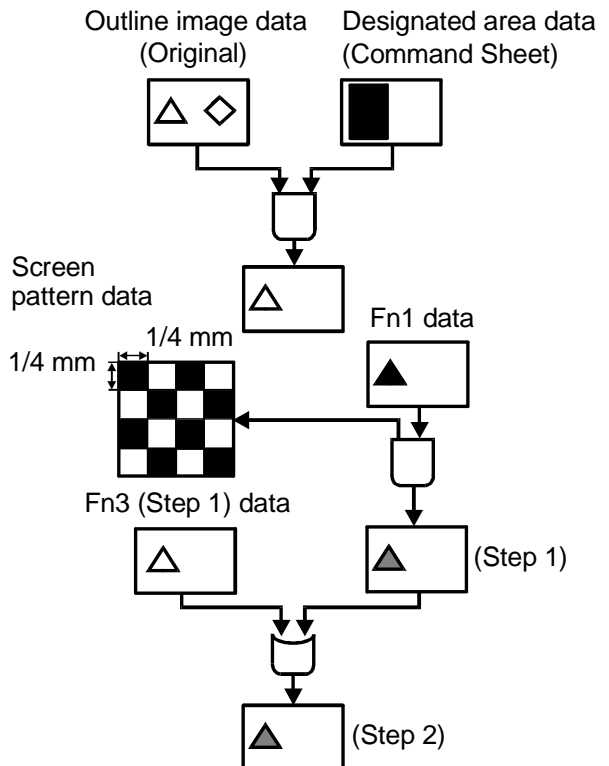 Outline image data
(Original)
Designated area data
(Command Sheet)
Screen
pattern data
1/4 mm
1/4 mm
Fn1 data
Fn3 (Step 1) data
(Step 1)
(Step 2)